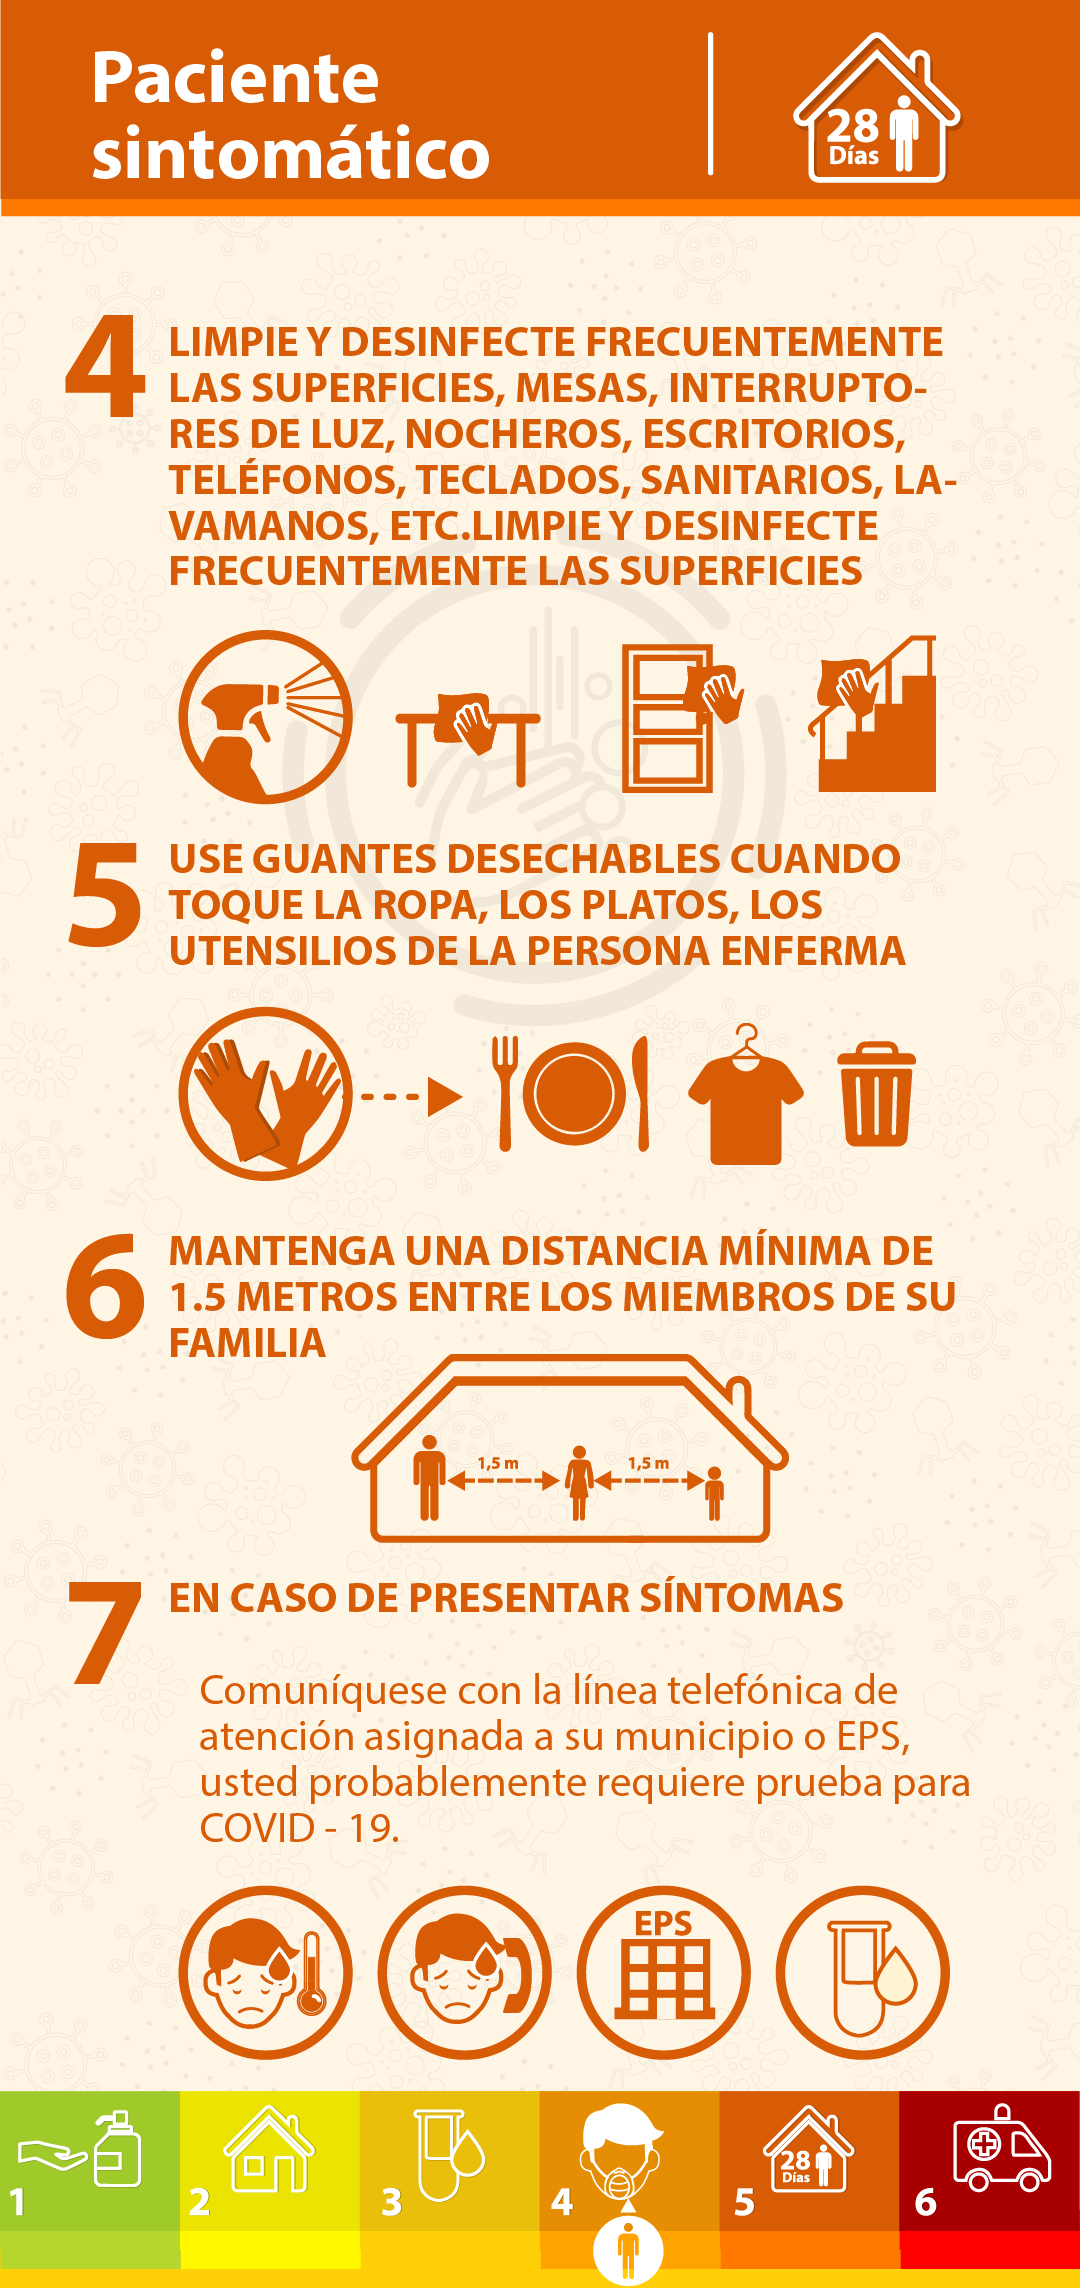 Paciente
sintomático
28
Días
4
LIMPIE Y DESINFECTE FRECUENTEMENTE
LAS SUPERFICIES, MESAS, INTERRUPTO-
RES DE LUZ, NOCHEROS, ESCRITORIOS,
TELÉFONOS, TECLADOS, SANITARIOS, LA-
VAMANOS, ETC.LIMPIE Y DESINFECTE
FRECUENTEMENTE LAS SUPERFICIES
5
USE GUANTES DESECHABLES CUANDO
TOQUE LA ROPA, LOS PLATOS, LOS
UTENSILIOS DE LA PERSONA ENFERMA
6
MANTENGA UNA DISTANCIA MÍNIMA DE
1.5 METROS ENTRE LOS MIEMBROS DE SU
FAMILIA
1,5 m
1,5 m
7
EN CASO DE PRESENTAR SÍNTOMAS
Comuníquese con la línea telefónica de
atención asignada a su municipio o EPS,
usted probablemente requiere prueba para
COVID - 19.
EPS
1
2
3
4
28
Días
5
6